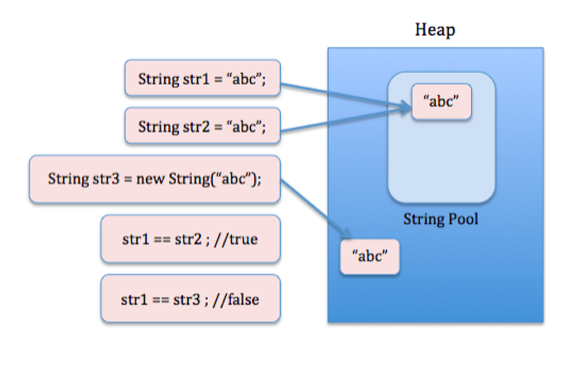 Heap
String str1 = “abc”;
String str2 = “abc”;
String str3 = new String(“abc”);
str1 == str2 ; //true
str1 == str3 ; //false
“abc”
String Pool
“abc”